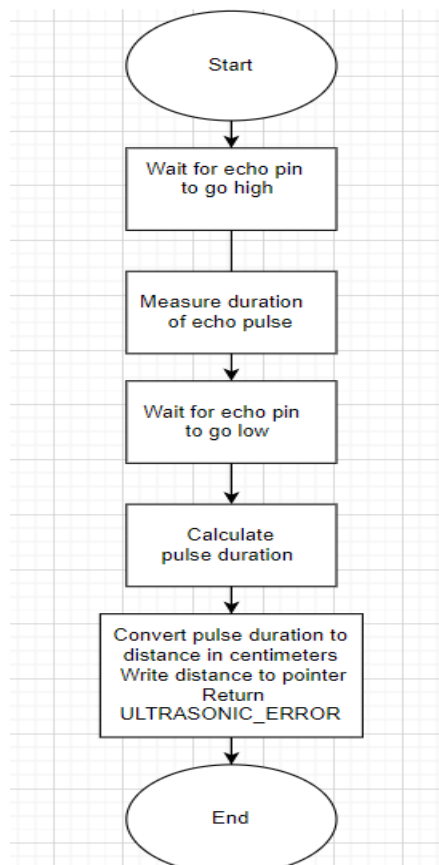 Start
Wait for echo pin
to go high
Measure duration
of echo pulse
Wait for echo pin
to go low
Calculate
pulse duration
Convert pulse duration to
distance in centimeters
Write distance to pointer
Return
ULTRASONIC_ERROR
End